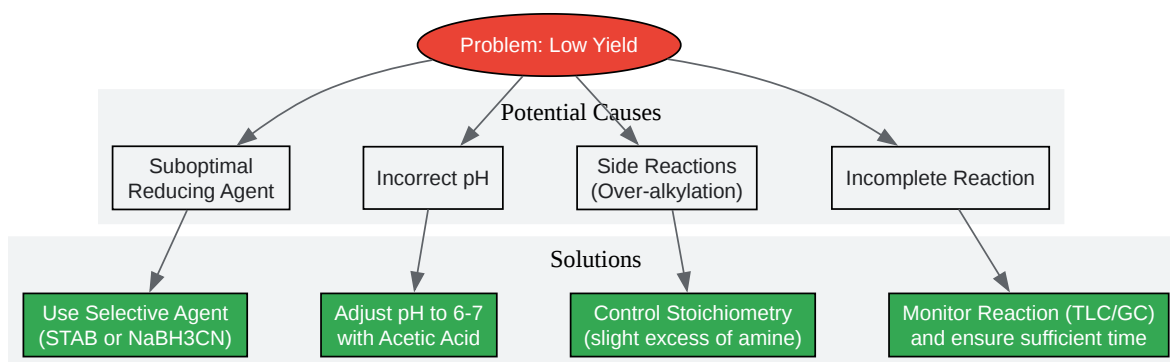 Problem: Low Yield
Potential Causes
Suboptimal
Reducing Agent
Incorrect pH
Side Reactions
(Over-alkylation)
Incomplete Reaction
Solutions
Use Selective Agent
(STAB or NaBH3CN)
Adjust pH to 6-7
with Acetic Acid
Control Stoichiometry
(slight excess of amine)
Monitor Reaction (TLC/GC)
and ensure sufficient time